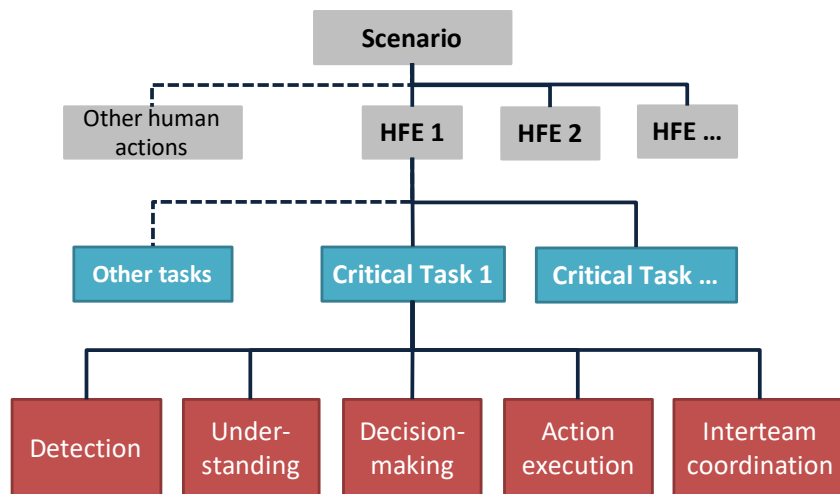 Scenario
Other human
actions
HFE 1
HFE 2
HFE …
Other tasks
Critical Task 1
Critical Task …
Detection
Under-
standing
Decision-
making
Action
execution
Interteam
coordination